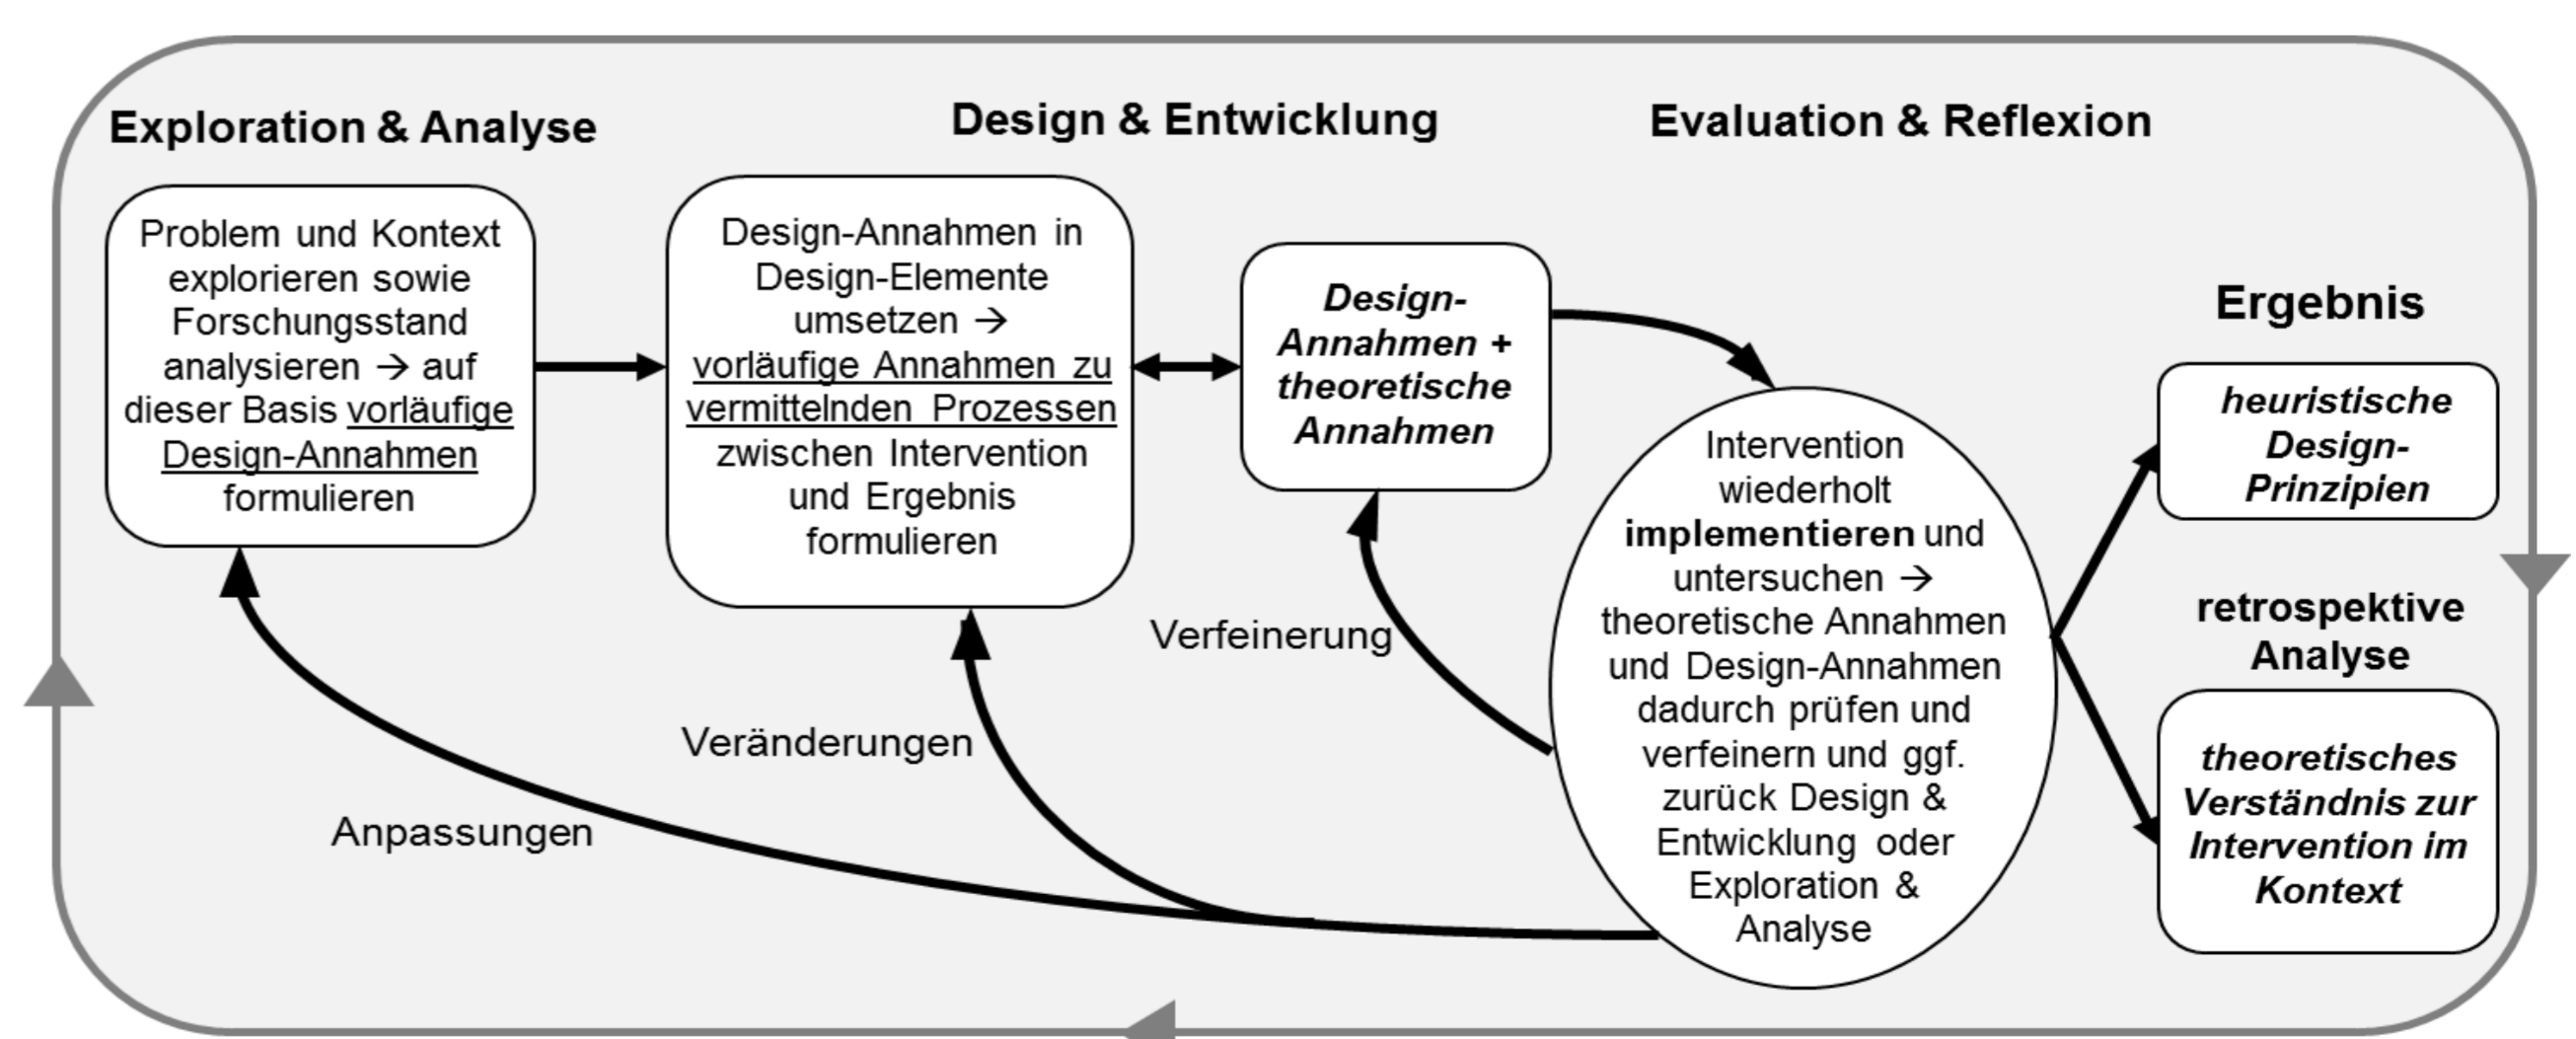 Exploration & Analyse
Problem und Kontext
explorieren sowie
Forschungsstand
analysieren → auf
dieser Basis vorläufige
Design-Annahmen
formulieren
Design & Entwicklung
Design-Annahmen in
Design-Elemente
umsetzen →
vorläufige Annahmen zu
vermittelnden Prozessen
zwischen Intervention
und Ergebnis
formulieren
Design-
Annahmen +
theoretische
Annahmen
Evaluation & Reflexion
Intervention
wiederholt
implementieren und
untersuchen →
theoretische Annahmen
und Design-Annahmen
dadurch prüfen und
verfeinern und ggf.
zurück Design &
Entwicklung oder
Exploration &
Analyse
Verfeinerung
Veränderungen
Anpassungen
Ergebnis
heuristische
Design-
Prinzipien
retrospektive
Analyse
theoretisches
Verständnis zur
Intervention im
Kontext